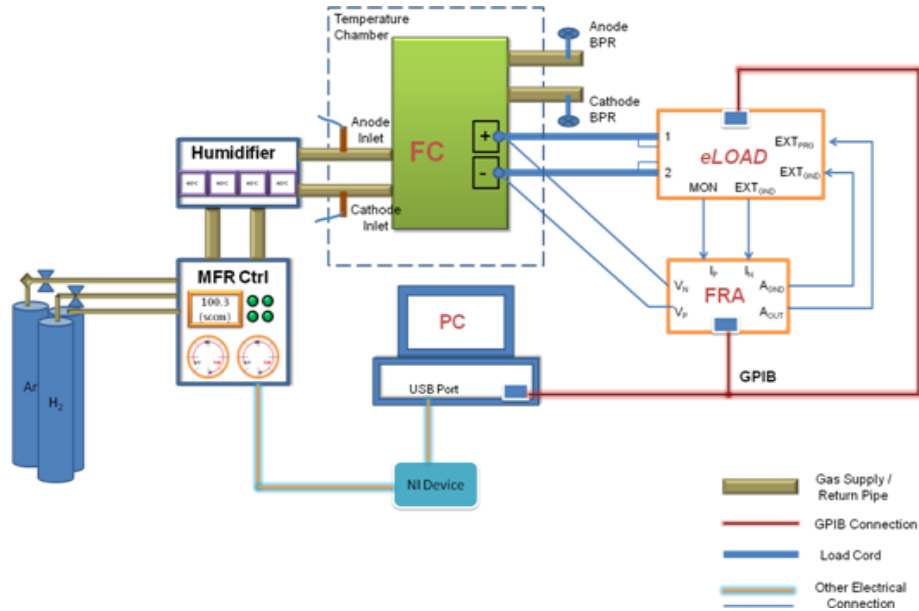 Temperature
Chamber
Anode
BPR
Cathode
BPR
Anode
Inlet
Cathode
Inlet
FC
+
-
Humidifier
MFR Ctrl
100.3
(sccm)
Ar
H2
1
2
eLOAD
EXTPRG
EXTGND
MON
EXTGND
IP
IN
VN
VP
FRA
AGND
AOUT
PC
USB Port
GPIB
NI Device
Gas Supply /
Return Pipe
GPIB Connection
Load Cord
Other Electrical
Connection